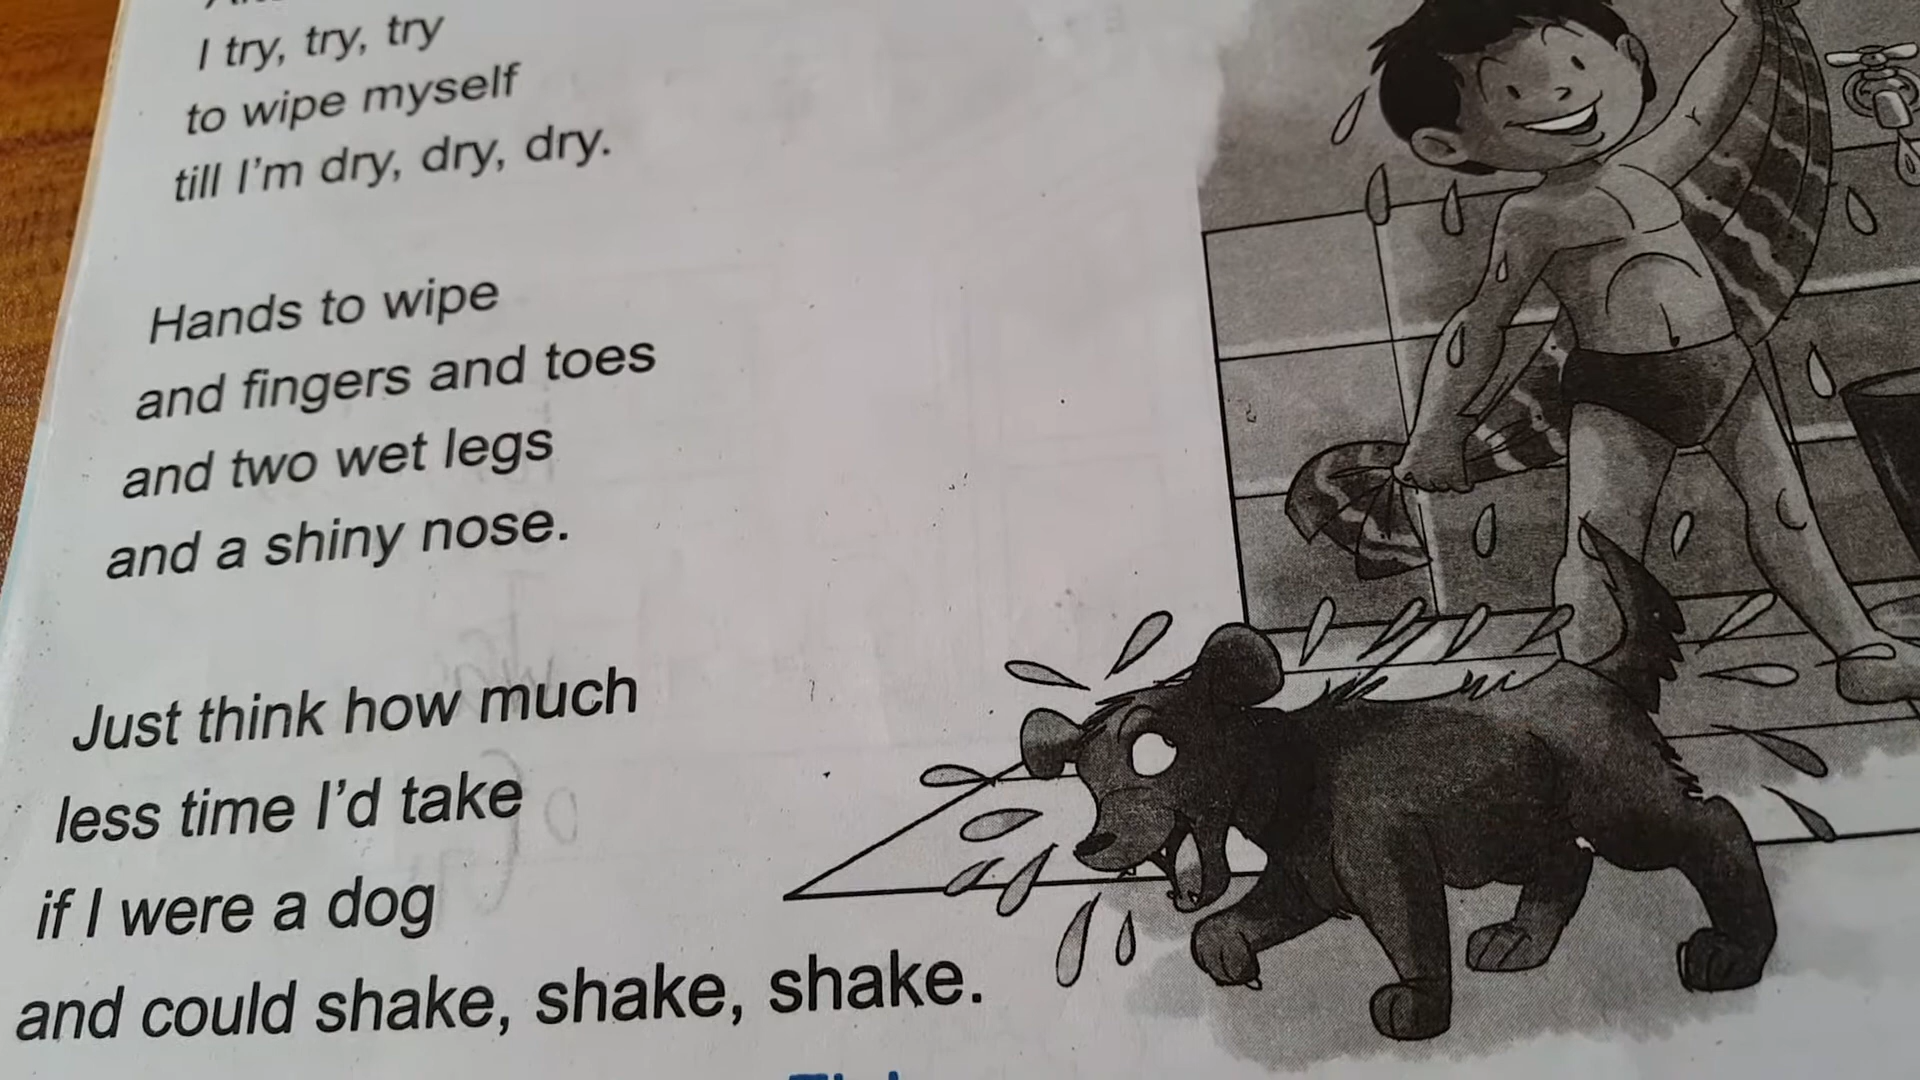 I try, try, try
to wipe myself
till I'm dry, dry, dry.
Hands to wipe
and fingers and toes
and two wet legs
and a shiny nose.
Just think how much
less time I'd take
if I were a dog
and could shake, shake, shake.